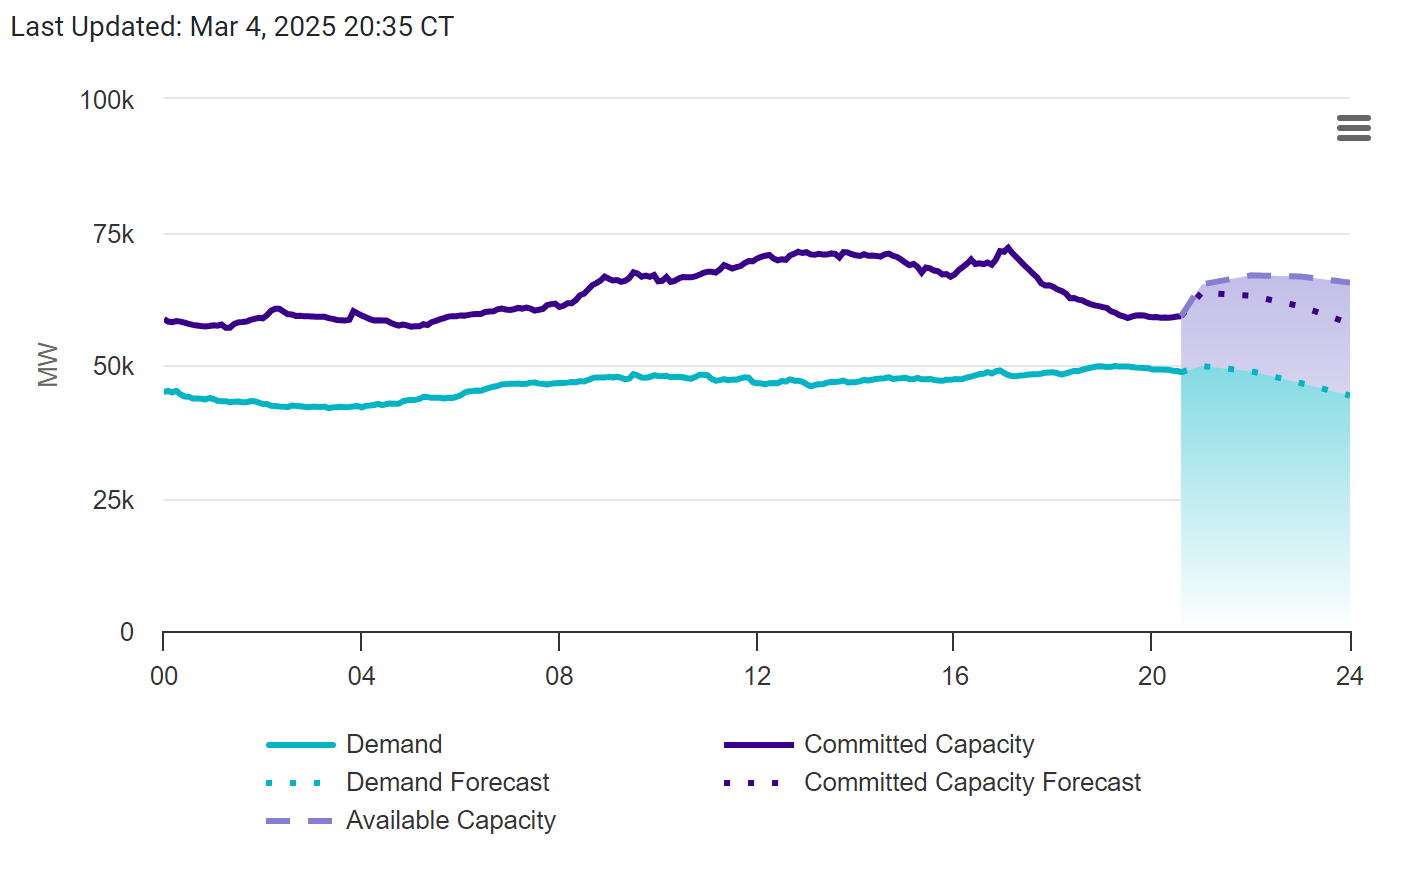 Last Updated: Mar 4, 2025 20:35 CT
100k
75k
50k
25k
0
MW
00 04 08 12 16 20 24
Demand Committed Capacity
Demand Forecast Committed Capacity Forecast
Available Capacity